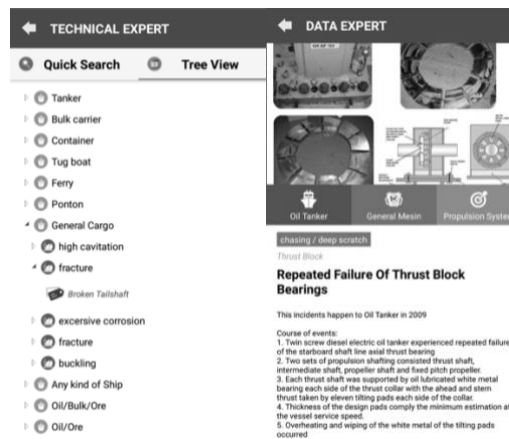 TECHNICAL EXPERT
Quick Search
Tree View
Tanker
Bulk carrier
Container
Tug boat
Ferry
Ponton
General Cargo
high cavitation
fracture
Broken Tailshaft
excersive corrosion
fracture
buckling
Any kind of Ship
Oil/Bulk/Ore
Oil/Ore
DATA EXPERT
Oil Tanker
General Mesin
Propulsion Syste
chasing / deep scratch
Thrust Block
Repeated Failure Of Thrust Block
Bearings
This incidents happen to Oil Tanker in 2009
Course of events:
1. Twin screw diesel electric oil tanker experienced repeated failure
of the starboard shaft line axial thrust bearing
2. Two sets of propulsion shafting consisted thrust shaft,
intermediate shaft, propeller shaft and fixed pitch propeller.
3. Each thrust shaft was supported by oil lubricated white metal
bearing each side of the thrust collar with the ahead and stern
thrust taken by eleven tilting pads each side of the collar.
4. Thickness of the design pads comply the minimum estimation at
the vessel service speed.
5. Overheating and wiping of the white metal of the tilting pads
occurred